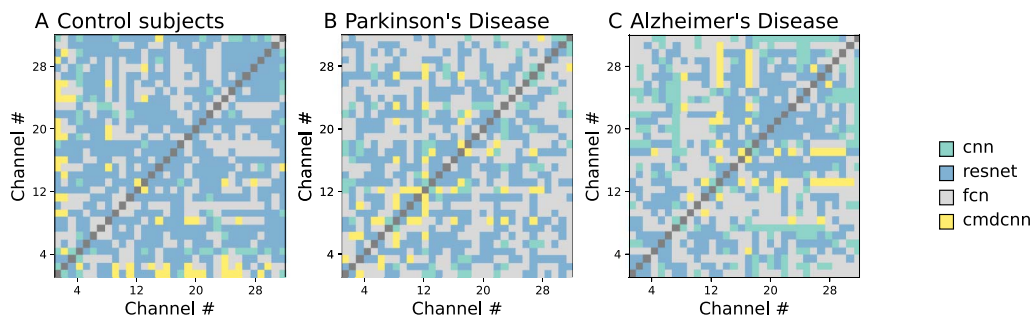 A Control subjects
B Parkinson's Disease
C Alzheimer's Disease
Channel #
28
20
12
4
4
12
20
28
Channel #
Channel #
28
20
12
4
4
12
20
28
Channel #
Channel #
28
20
12
4
4
12
20
28
Channel #
cnn
resnet
fcn
cmdcnn